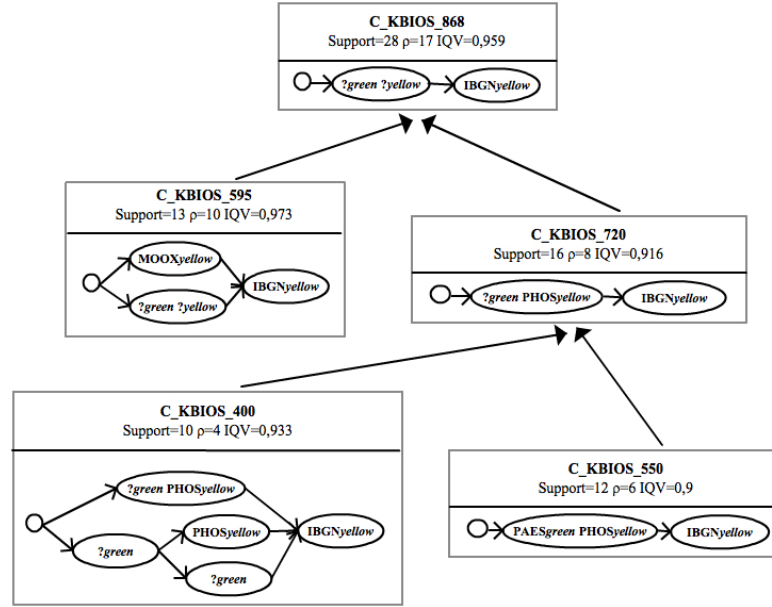 C_KBIOS_868
Support=28 ρ=17 IQV=0,959
?green ?yellow
IBGNyellow
C_KBIOS_595
Support=13 ρ=10 IQV=0,973
MOOXyellow
?green ?yellow
IBGNyellow
C_KBIOS_720
Support=16 ρ=8 IQV=0,916
?green PHOSyellow
IBGNyellow
C_KBIOS_400
Support=10 ρ=4 IQV=0,933
?green PHOSyellow
?green
PHOSyellow
?green
IBGNyellow
C_KBIOS_550
Support=12 ρ=6 IQV=0,9
PAESgreen PHOSyellow
IBGNyellow